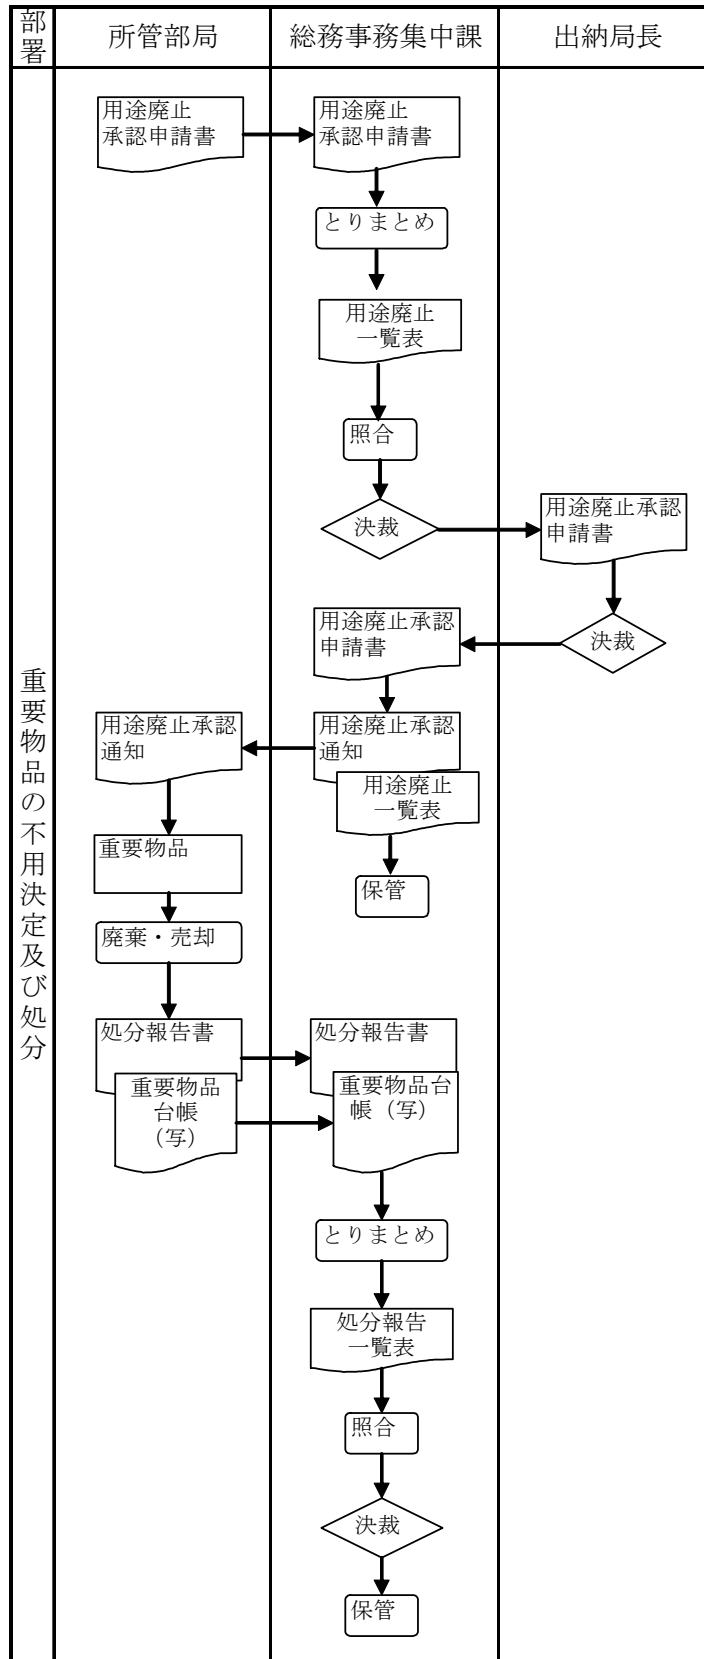 部署
所管部局
総務事務集中課
出納局長
重要物品の不用決定及び処分
用途廃止
承認申請書
用途廃止
承認申請書
とりまとめ
用途廃止
一覧表
照合
決裁
用途廃止承認
申請書
決裁
用途廃止承認
申請書
用途廃止承認
通知
用途廃止
一覧表
保管
用途廃止承認
通知
重要物品
廃棄・売却
処分報告書
重要物品
台帳
（写）
処分報告書
重要物品台
帳（写）
とりまとめ
処分報告
一覧表
照合
決裁
保管